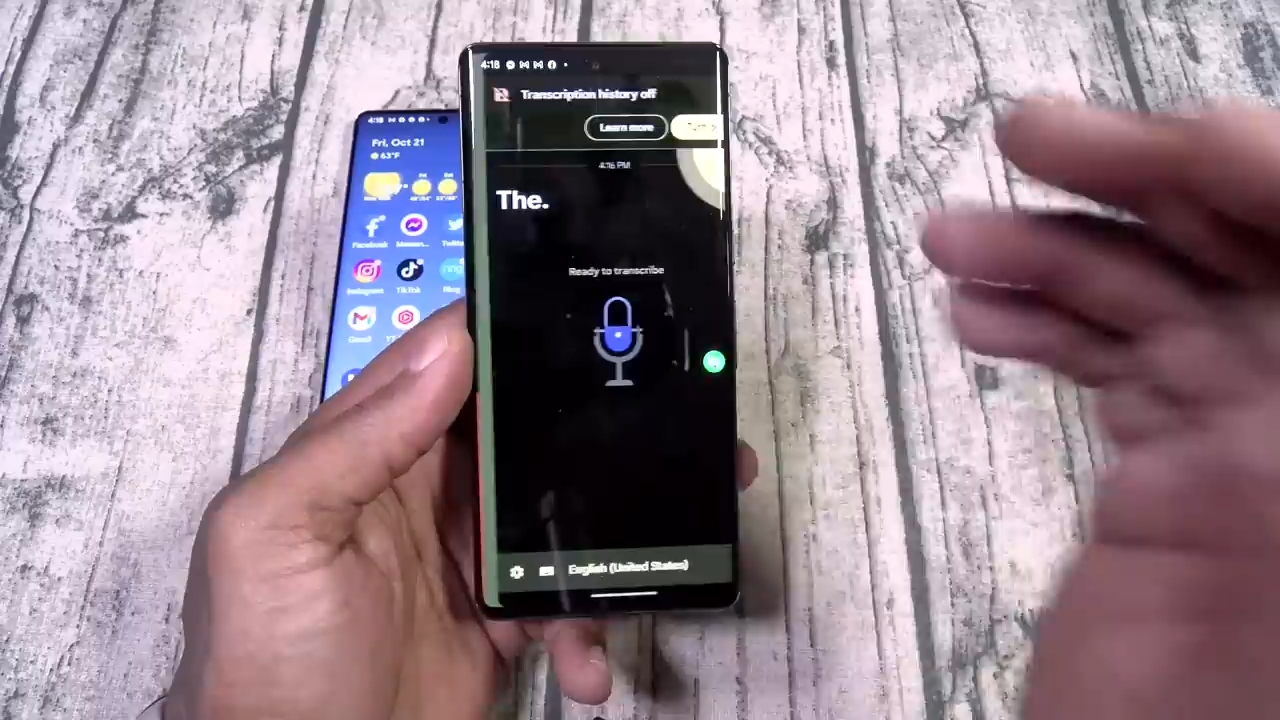 4:18
Transcription history off
Learn more
4:16 PM
The.
Ready to transcribe
English (United States)
4:18
Fri, Oct 21
63°F
Facebook
Instagram
TikTok
ring
Gmail